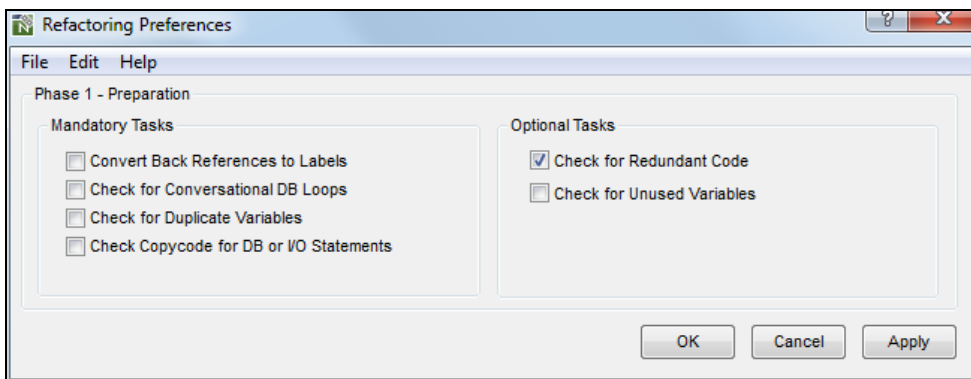 Refactoring Preferences
File Edit Help
Phase 1 - Preparation
Mandatory Tasks
Convert Back References to Labels
Check for Conversational DB Loops
Check for Duplicate Variables
Check Copycode for DB or I/O Statements
Optional Tasks
Check for Redundant Code
Check for Unused Variables
OK Cancel Apply